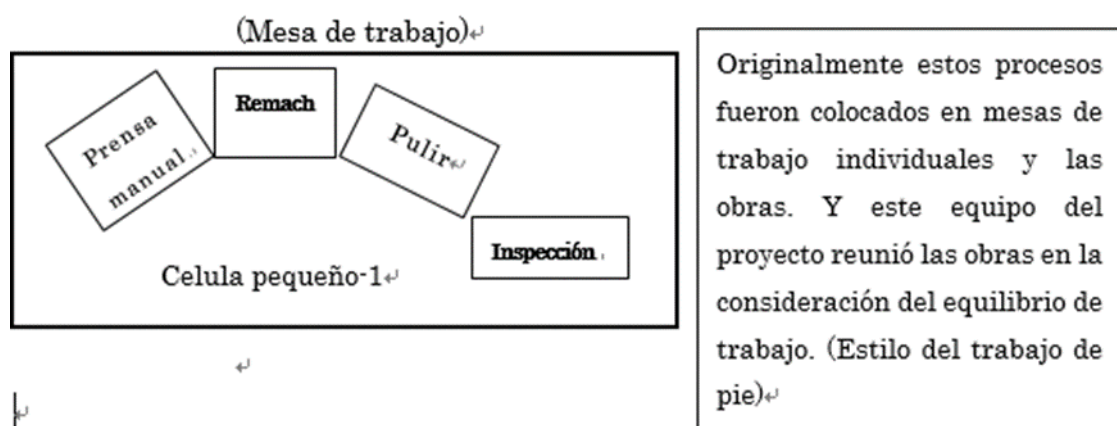 (Mesa de trabajo)
Prensa
manual.
Remach
Pulir
Inspección
Celula pequeño-1
Originalmente estos procesos
fueron colocados en mesas de
trabajo individuales y las
obras. Y este equipo del
proyecto reunió las obras en la
consideración del equilibrio de
trabajo. (Estilo del trabajo de
pie)